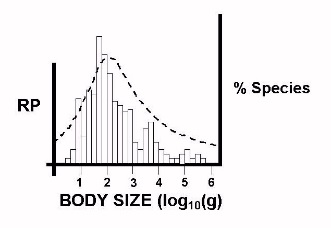 RP
% Species
1 2 3 4 5 6
BODY SIZE (log10(g)